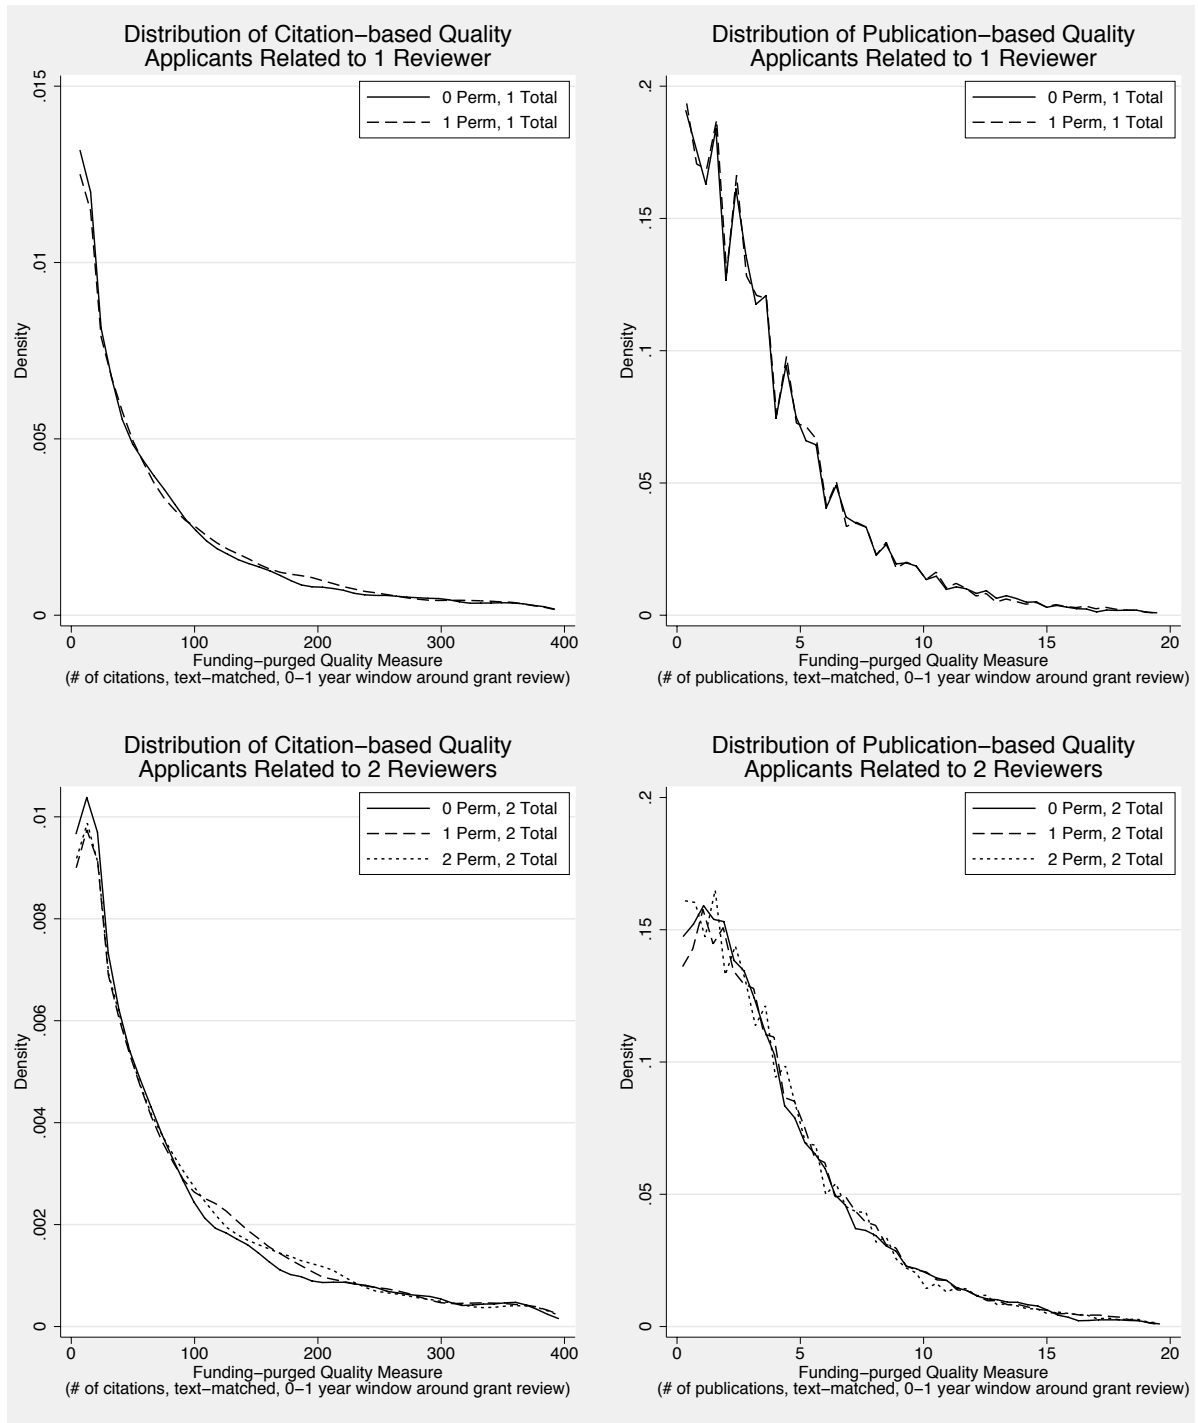 Distribution of Citation−based Quality
Applicants Related to 1 Reviewer
.015
.01
.005
0
Density
0 Perm, 1 Total
1 Perm, 1 Total
0 100 200 300 400
Funding−purged Quality Measure
(# of citations, text−matched, 0−1 year window around grant review)
Distribution of Publication−based Quality
Applicants Related to 1 Reviewer
.2
.15
.1
.05
0
Density
0 Perm, 1 Total
1 Perm, 1 Total
0 5 10 15 20
Funding−purged Quality Measure
(# of publications, text−matched, 0−1 year window around grant review)
Distribution of Citation−based Quality
Applicants Related to 2 Reviewers
.01
.008
.006
.004
.002
0
Density
0 Perm, 2 Total
1 Perm, 2 Total
2 Perm, 2 Total
0 100 200 300 400
Funding−purged Quality Measure
(# of citations, text−matched, 0−1 year window around grant review)
Distribution of Publication−based Quality
Applicants Related to 2 Reviewers
.2
.15
.1
.05
0
Density
0 Perm, 2 Total
1 Perm, 2 Total
2 Perm, 2 Total
0 5 10 15 20
Funding−purged Quality Measure
(# of publications, text−matched, 0−1 year window around grant review)